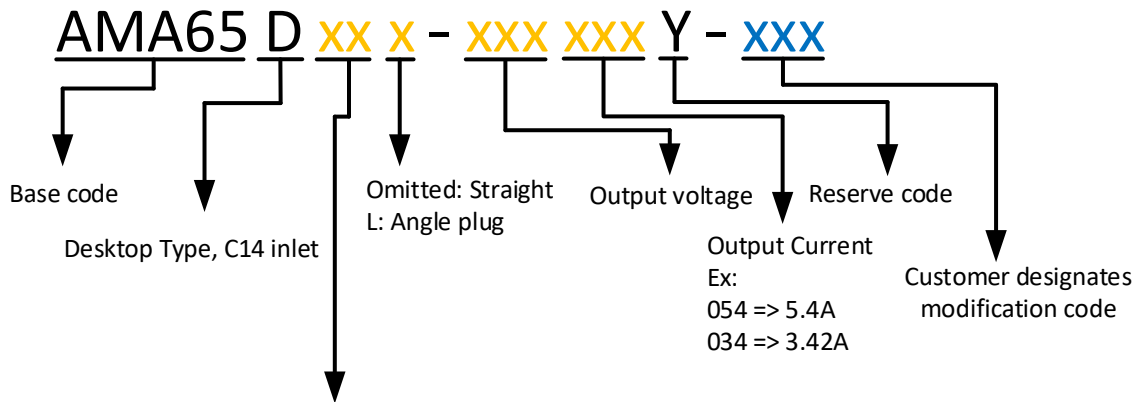 AMA65 D xx x - xxx xxx Y - xxx
Base code
Desktop Type, C14 inlet
Omitted: Straight
L: Angle plug
Output voltage
Output Current
Ex:
054 => 5.4A
034 => 3.42A
Reserve code
Customer designates
modification code